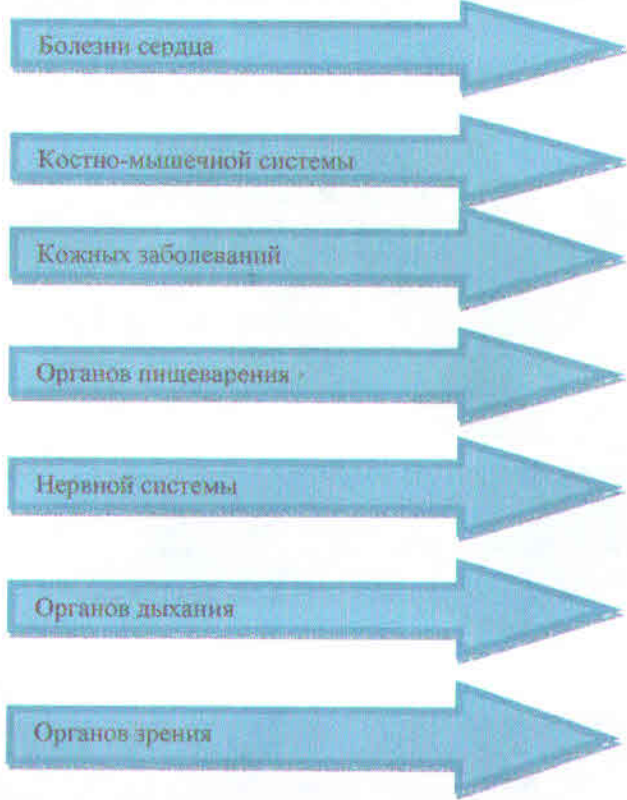 Болезни сердца
Костно-мышечной системы
Кожных заболеваний
Органов пищеварения
Нервной системы
Органов дыхания
Органов зрения